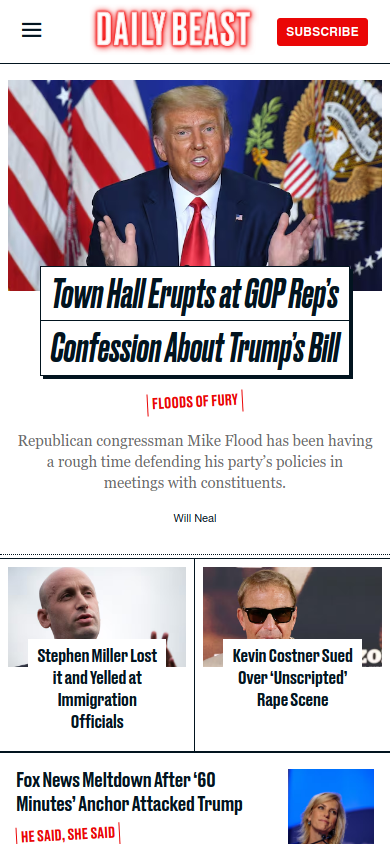 DAILY BEAST
SUBSCRIBE
Town Hall Erupts at GOP Rep's
Confession About Trump's Bill
FLOODS OF FURY
Republican congressman Mike Flood has been having
a rough time defending his party's policies in
meetings with constituents.
Will Neal
Stephen Miller Lost
it and Yelled at
Immigration
Officials
Kevin Costner Sued
Over ‘Unscripted’
Rape Scene
ZO
Fox News Meltdown After ‘60
Minutes’ Anchor Attacked Trump
HE SAID, SHE SAID